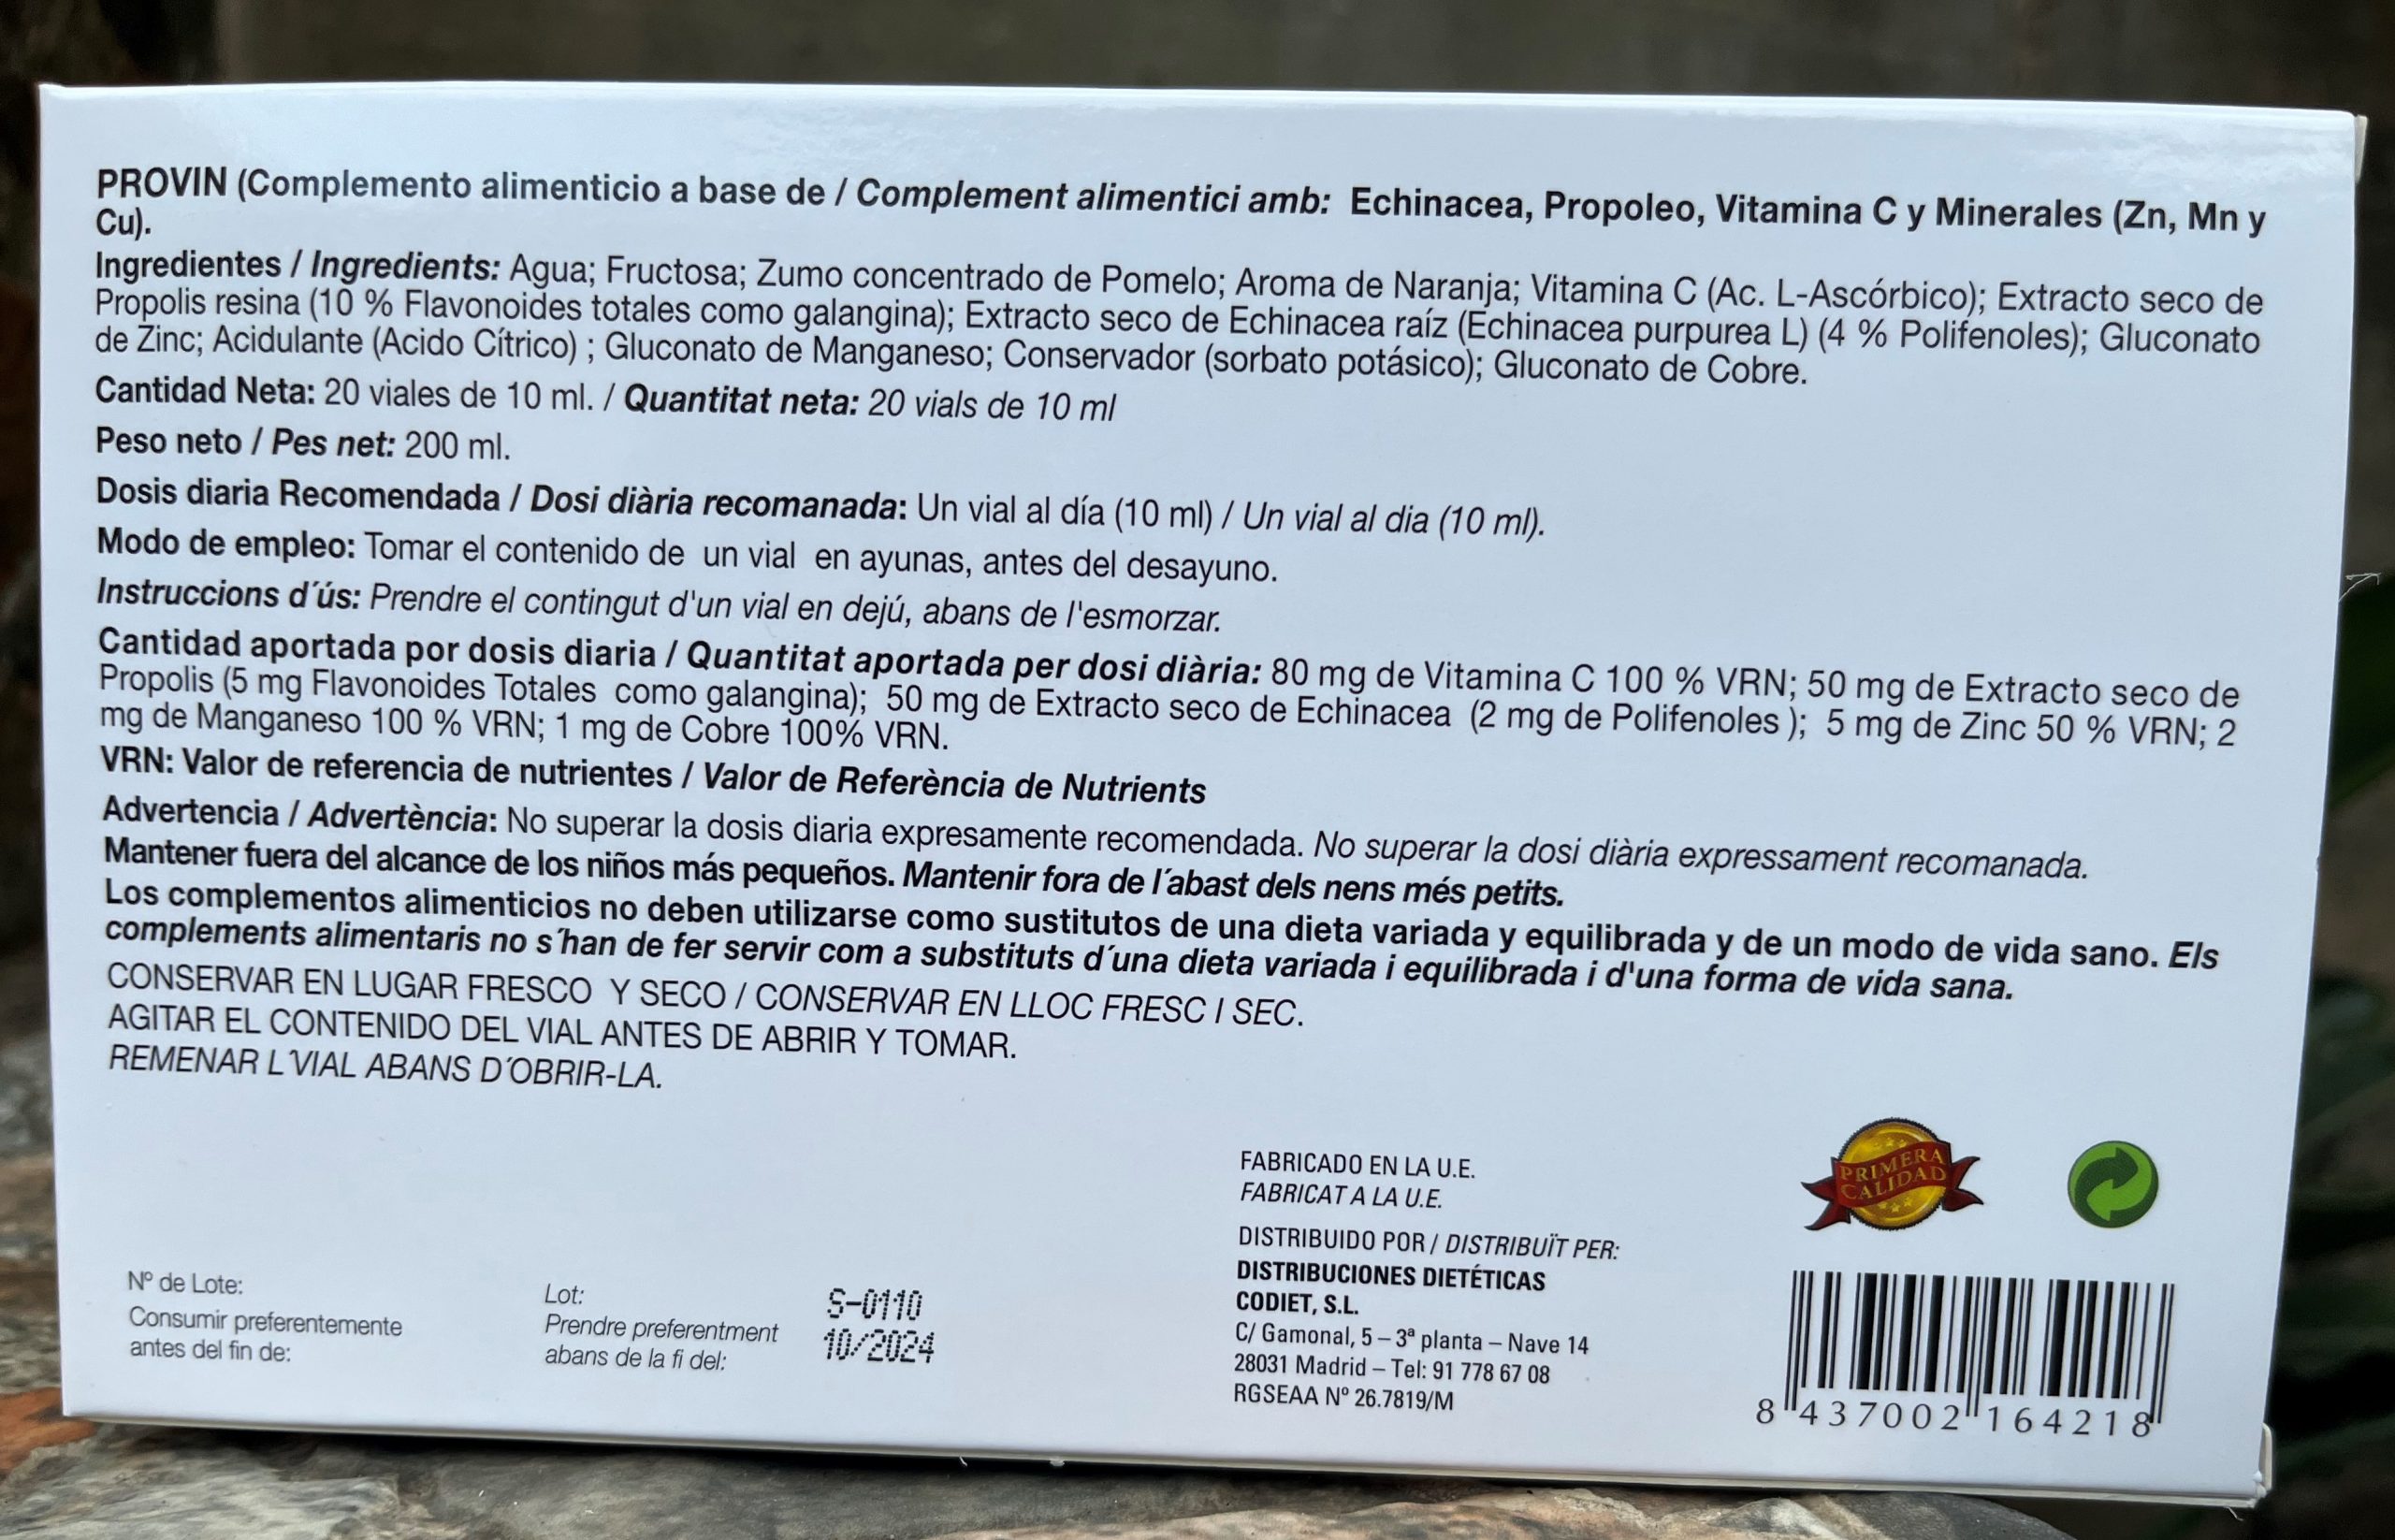 PROVIN (Complemento alimenticio a base de / Complement alimentici amb: Echinacea, Propoleo, Vitamina C y Minerales (Zn, Mn y
Cu).
Ingredientes / Ingredients: Agua; Fructosa; Zumo concentrado de Pomelo; Aroma de Naranja; Vitamina C (Ac. L-Ascórbico); Extracto seco de
Propolis resina (10 % Flavonoides totales como galangina); Extracto seco de Echinacea raíz (Echinacea purpurea L) (4 % Polifenoles); Gluconato
de Zinc; Acidulante (Acido Cítrico) ; Gluconato de Manganeso; Conservador (sorbato potásico); Gluconato de Cobre.
Cantidad Neta: 20 viales de 10 ml. / Quantitat neta: 20 vials de 10 ml
Peso neto / Pes net: 200 ml.
Dosis diaria Recomendada / Dosi diària recomanada: Un vial al día (10 ml) / Un vial al dia (10 ml).
Modo de empleo: Tomar el contenido de un vial en ayunas, antes del desayuno.
Instruccions d´ús: Prendre el contingut d'un vial en dejú, abans de l'esmorzar.
Cantidad aportada por dosis diaria / Quantitat aportada per dosi diària: 80 mg de Vitamina C 100 % VRN; 50 mg de Extracto seco de
Propolis (5 mg Flavonoides Totales como galangina); 50 mg de Extracto seco de Echinacea (2 mg de Polifenoles ); 5 mg de Zinc 50 % VRN; 2
mg de Manganeso 100 % VRN; 1 mg de Cobre 100% VRN.
VRN: Valor de referencia de nutrientes / Valor de Referència de Nutrients
Advertencia / Advertència: No superar la dosis diaria expresamente recomendada. No superar la dosi diària expressament recomanada.
Mantener fuera del alcance de los niños más pequeños. Mantenir fora de l´abast dels nens més petits.
Los complementos alimenticios no deben utilizarse como sustitutos de una dieta variada y equilibrada y de un modo de vida sano. Els
complements alimentaris no s´han de fer servir com a substituts d´una dieta variada i equilibrada i d'una forma de vida sana.
CONSERVAR EN LUGAR FRESCO Y SECO / CONSERVAR EN LLOC FRESC I SEC.
AGITAR EL CONTENIDO DEL VIAL ANTES DE ABRIR Y TOMAR.
REMENAR L´VIAL ABANS D´OBRIR-LA.
FABRICADO EN LA U.E.
FABRICAT A LA U.E.
DISTRIBUIDO POR / DISTRIBUÏT PER:
DISTRIBUCIONES DIETÉTICAS
CODIET, S.L.
C/ Gamonal, 5 – 3ª planta – Nave 14
28031 Madrid – Tel: 91 778 67 08
RGSEAA Nº 26.7819/M
PRIMERA
CALIDAD
Nº de Lote:
Consumir preferentemente
antes del fin de:
Lot:
Prendre preferentment
abans de la fi del:
S-0110
10/2024
8 437002 164218